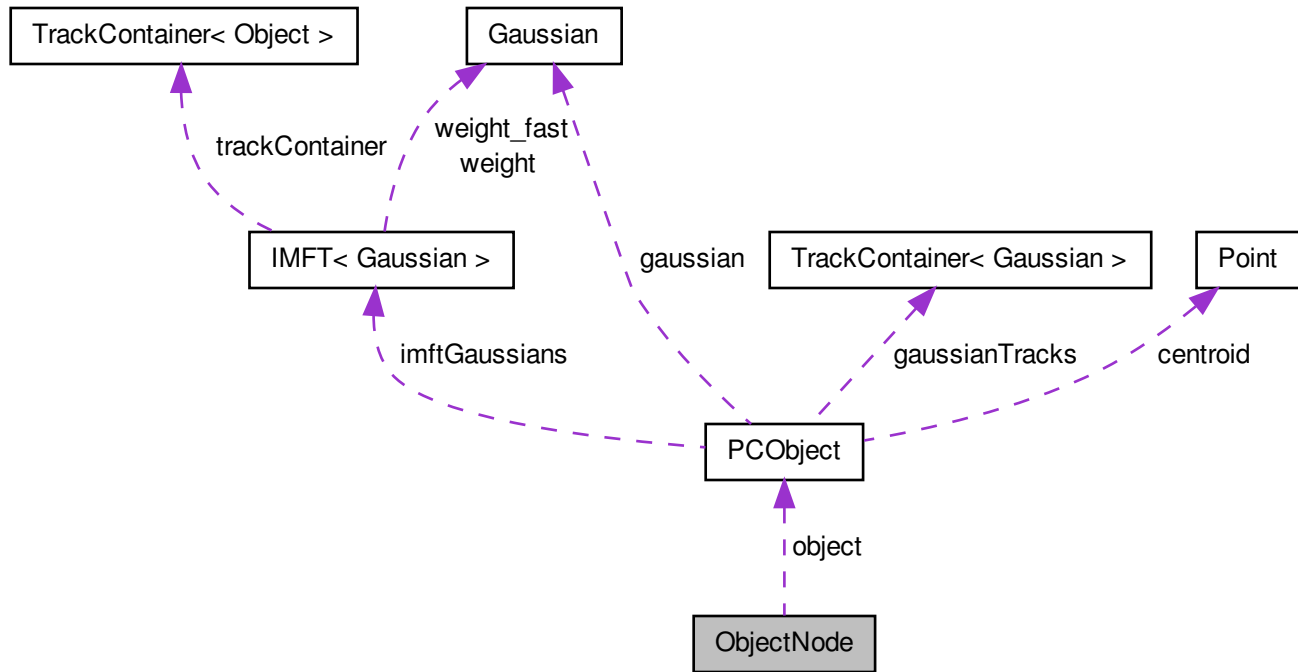 TrackContainer< Object >
Gaussian
trackContainer
weight_fast
weight
IMFT< Gaussian >
gaussian
TrackContainer< Gaussian >
Point
imftGaussians
gaussianTracks
centroid
PCObject
object
ObjectNode